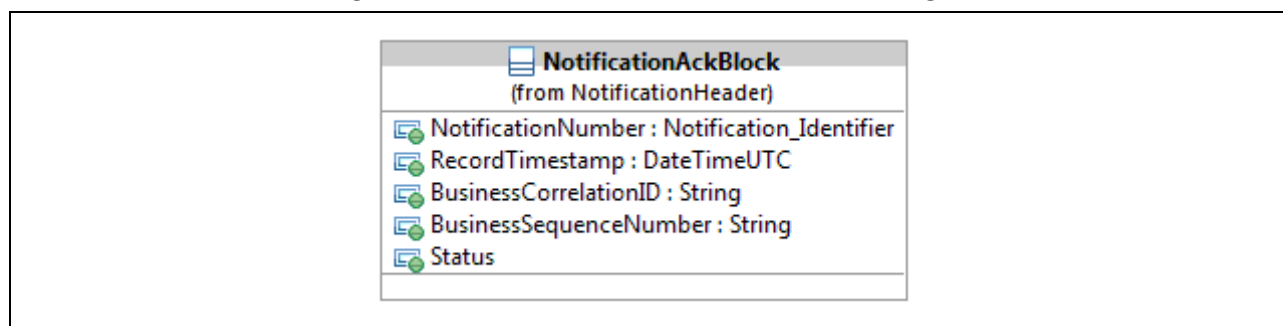 NotificationAckBlock
(from NotificationHeader)
NotificationNumber : Notification_Identifier
RecordTimestamp : DateTimeUTC
BusinessCorrelationID : String
BusinessSequenceNumber : String
Status